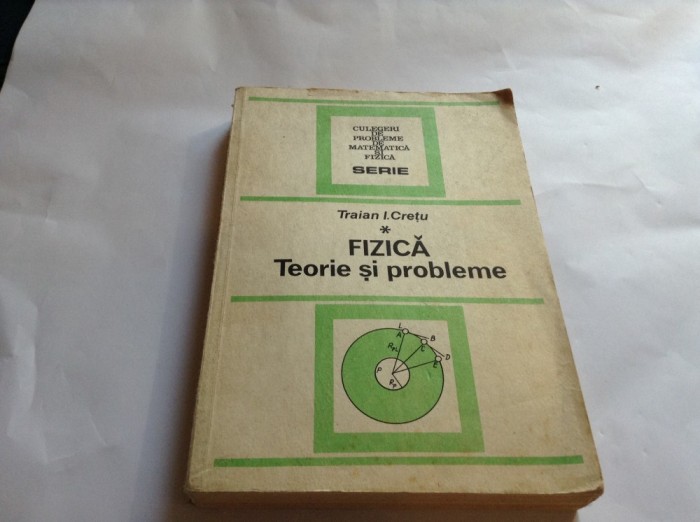 CULEGERI
DE
PROBLEME
DE
MATEMATICĂ
ȘI
FIZICĂ
SERIE
Traian I. Crețu
*
FIZICĂ
Teorie și probleme
L
A
B
C
D
E
P